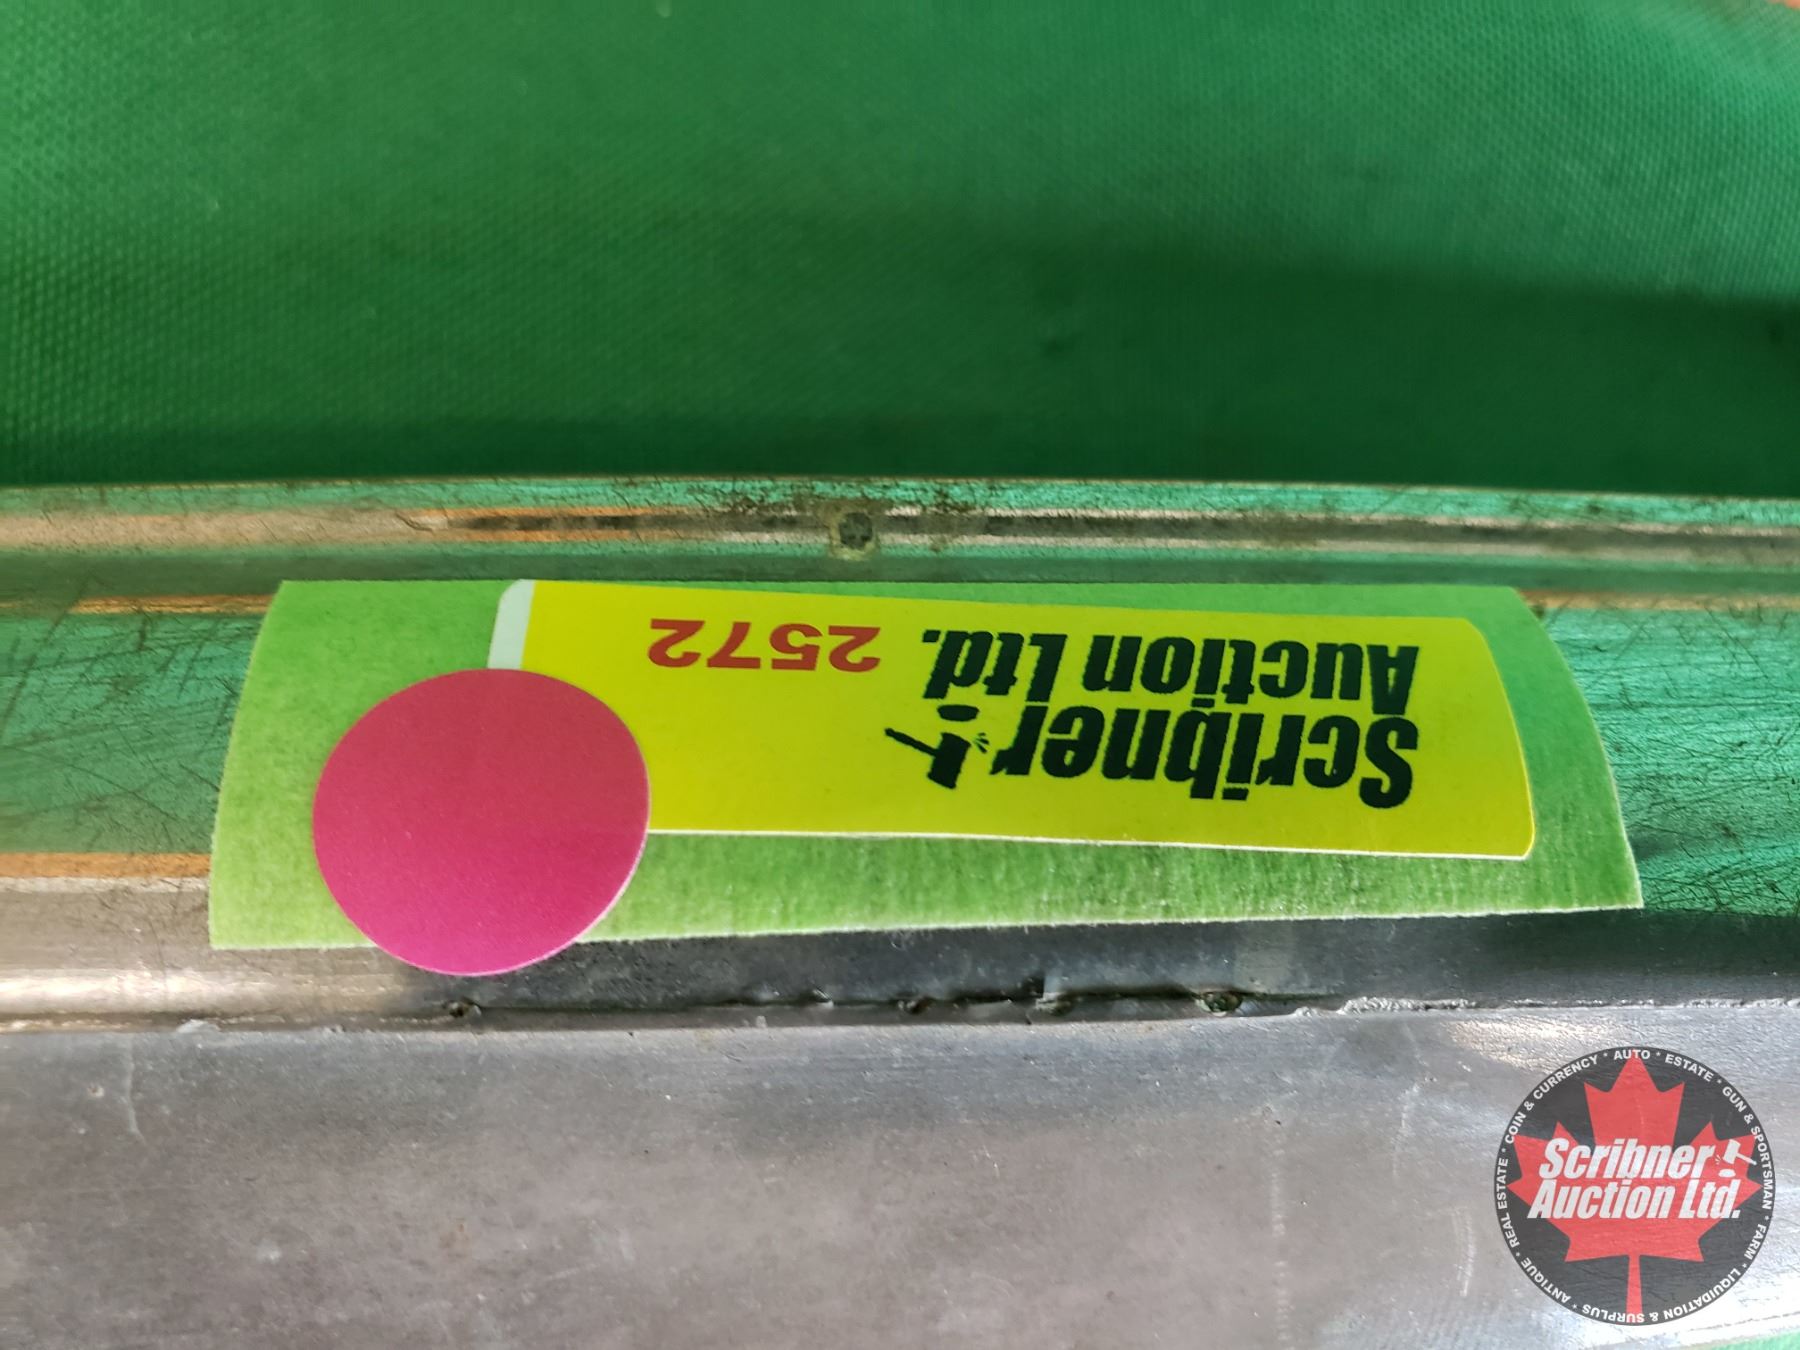 Scribner
Auction Ltd.
2572
COIN & CURRENCY * AUTO * ESTATE * GUN & SPORTSMAN * FARM * LIQUIDATION & SURPLUS * ANTIQUE * REAL ESTATE *
Scribner
Auction Ltd.